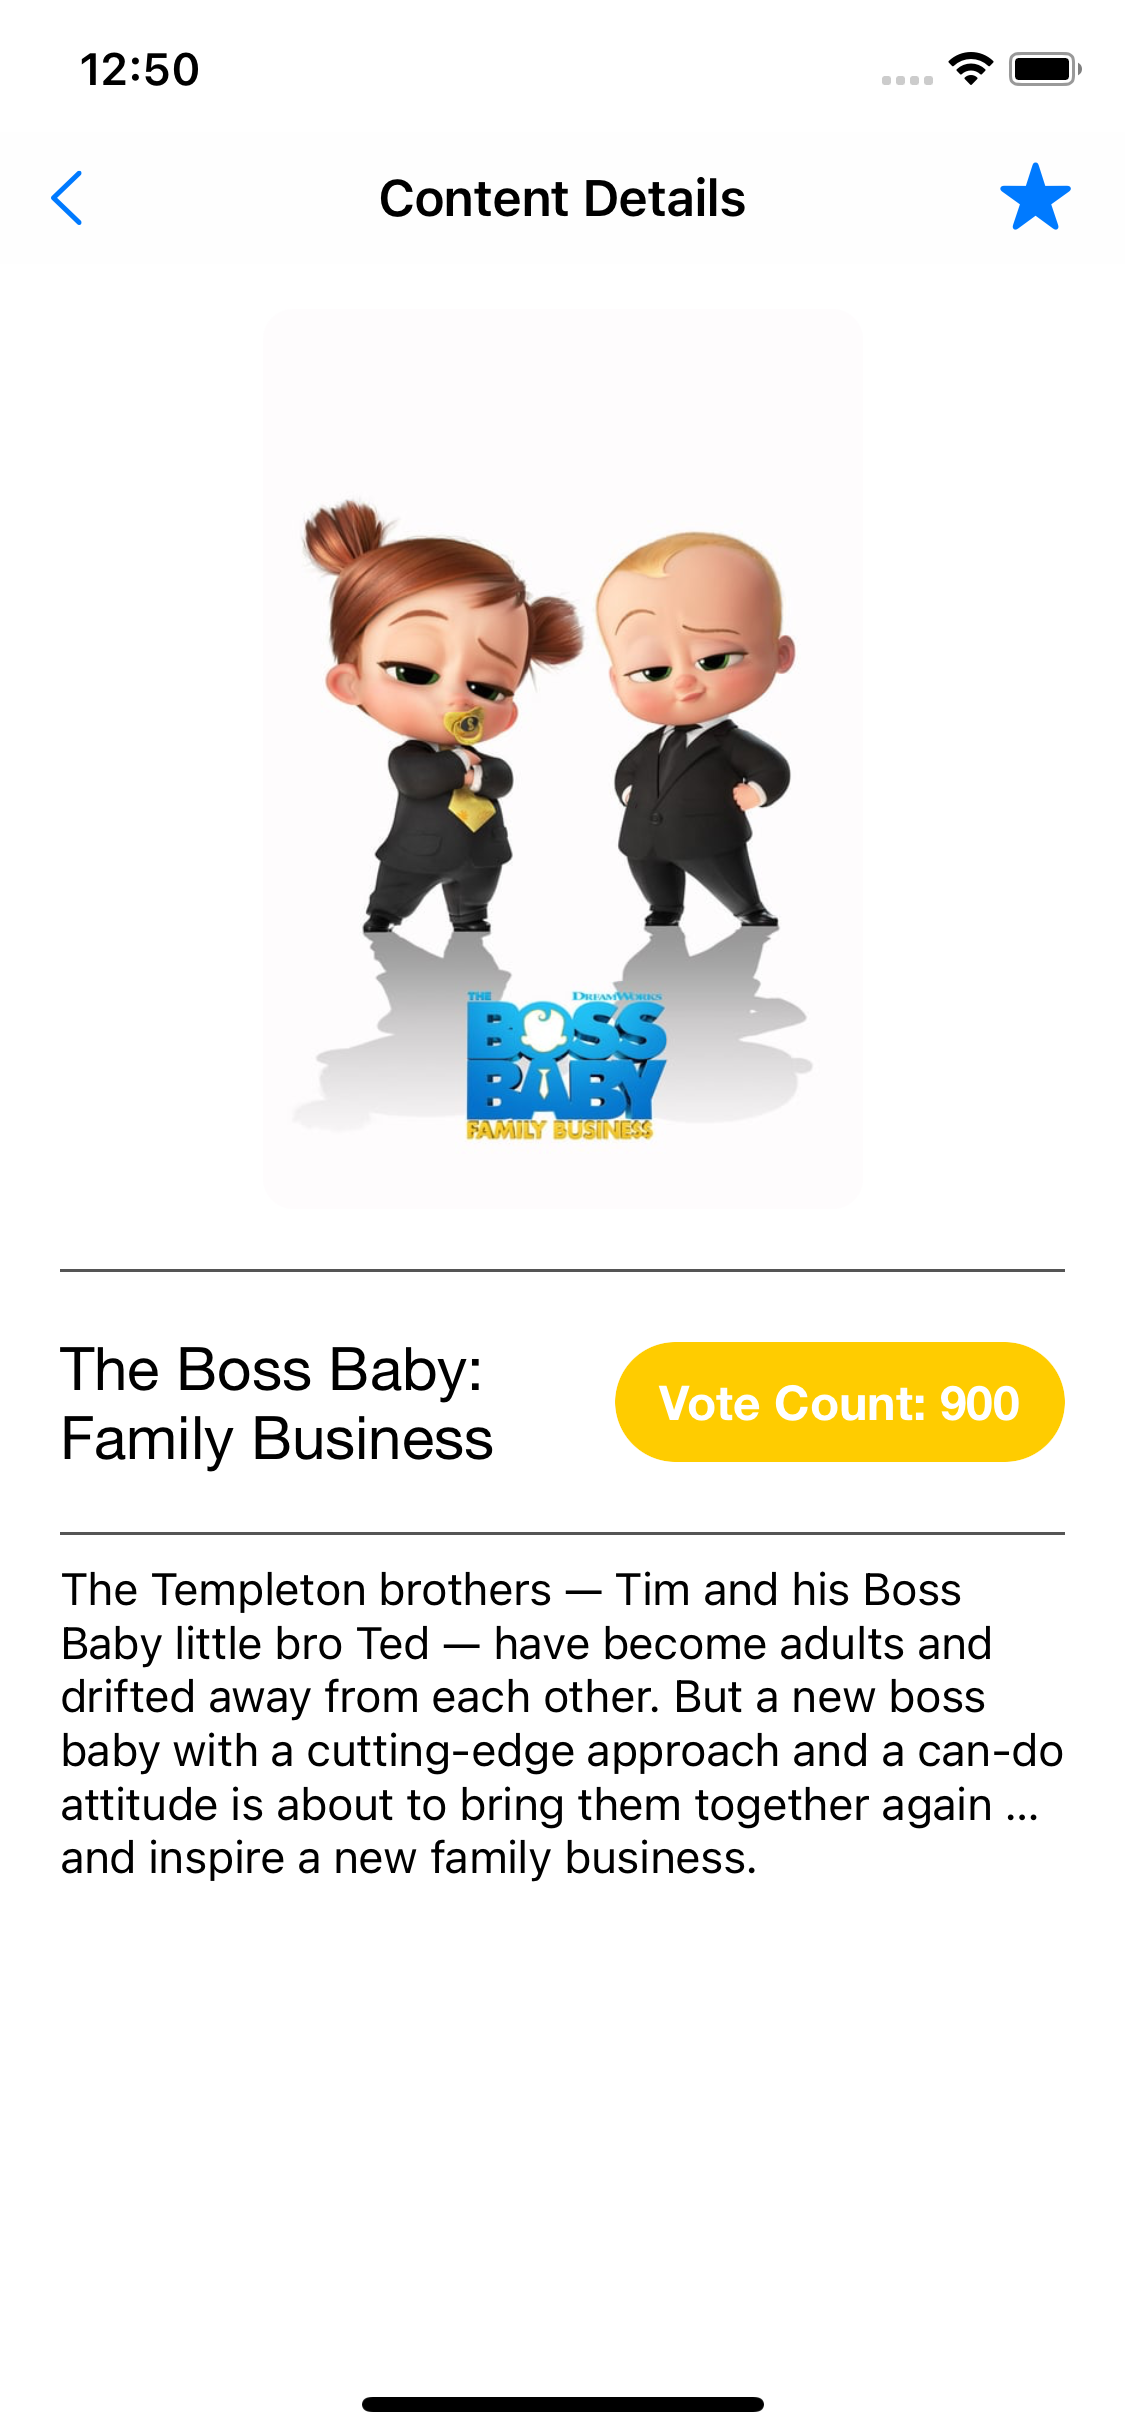 12:50
Content Details
THE
DREAMWORKS
BOSS
BABY
FAMILY BUSINESS
The Boss Baby:
Family Business
Vote Count: 900
The Templeton brothers — Tim and his Boss
Baby little bro Ted — have become adults and
drifted away from each other. But a new boss
baby with a cutting-edge approach and a can-do
attitude is about to bring them together again ...
and inspire a new family business.